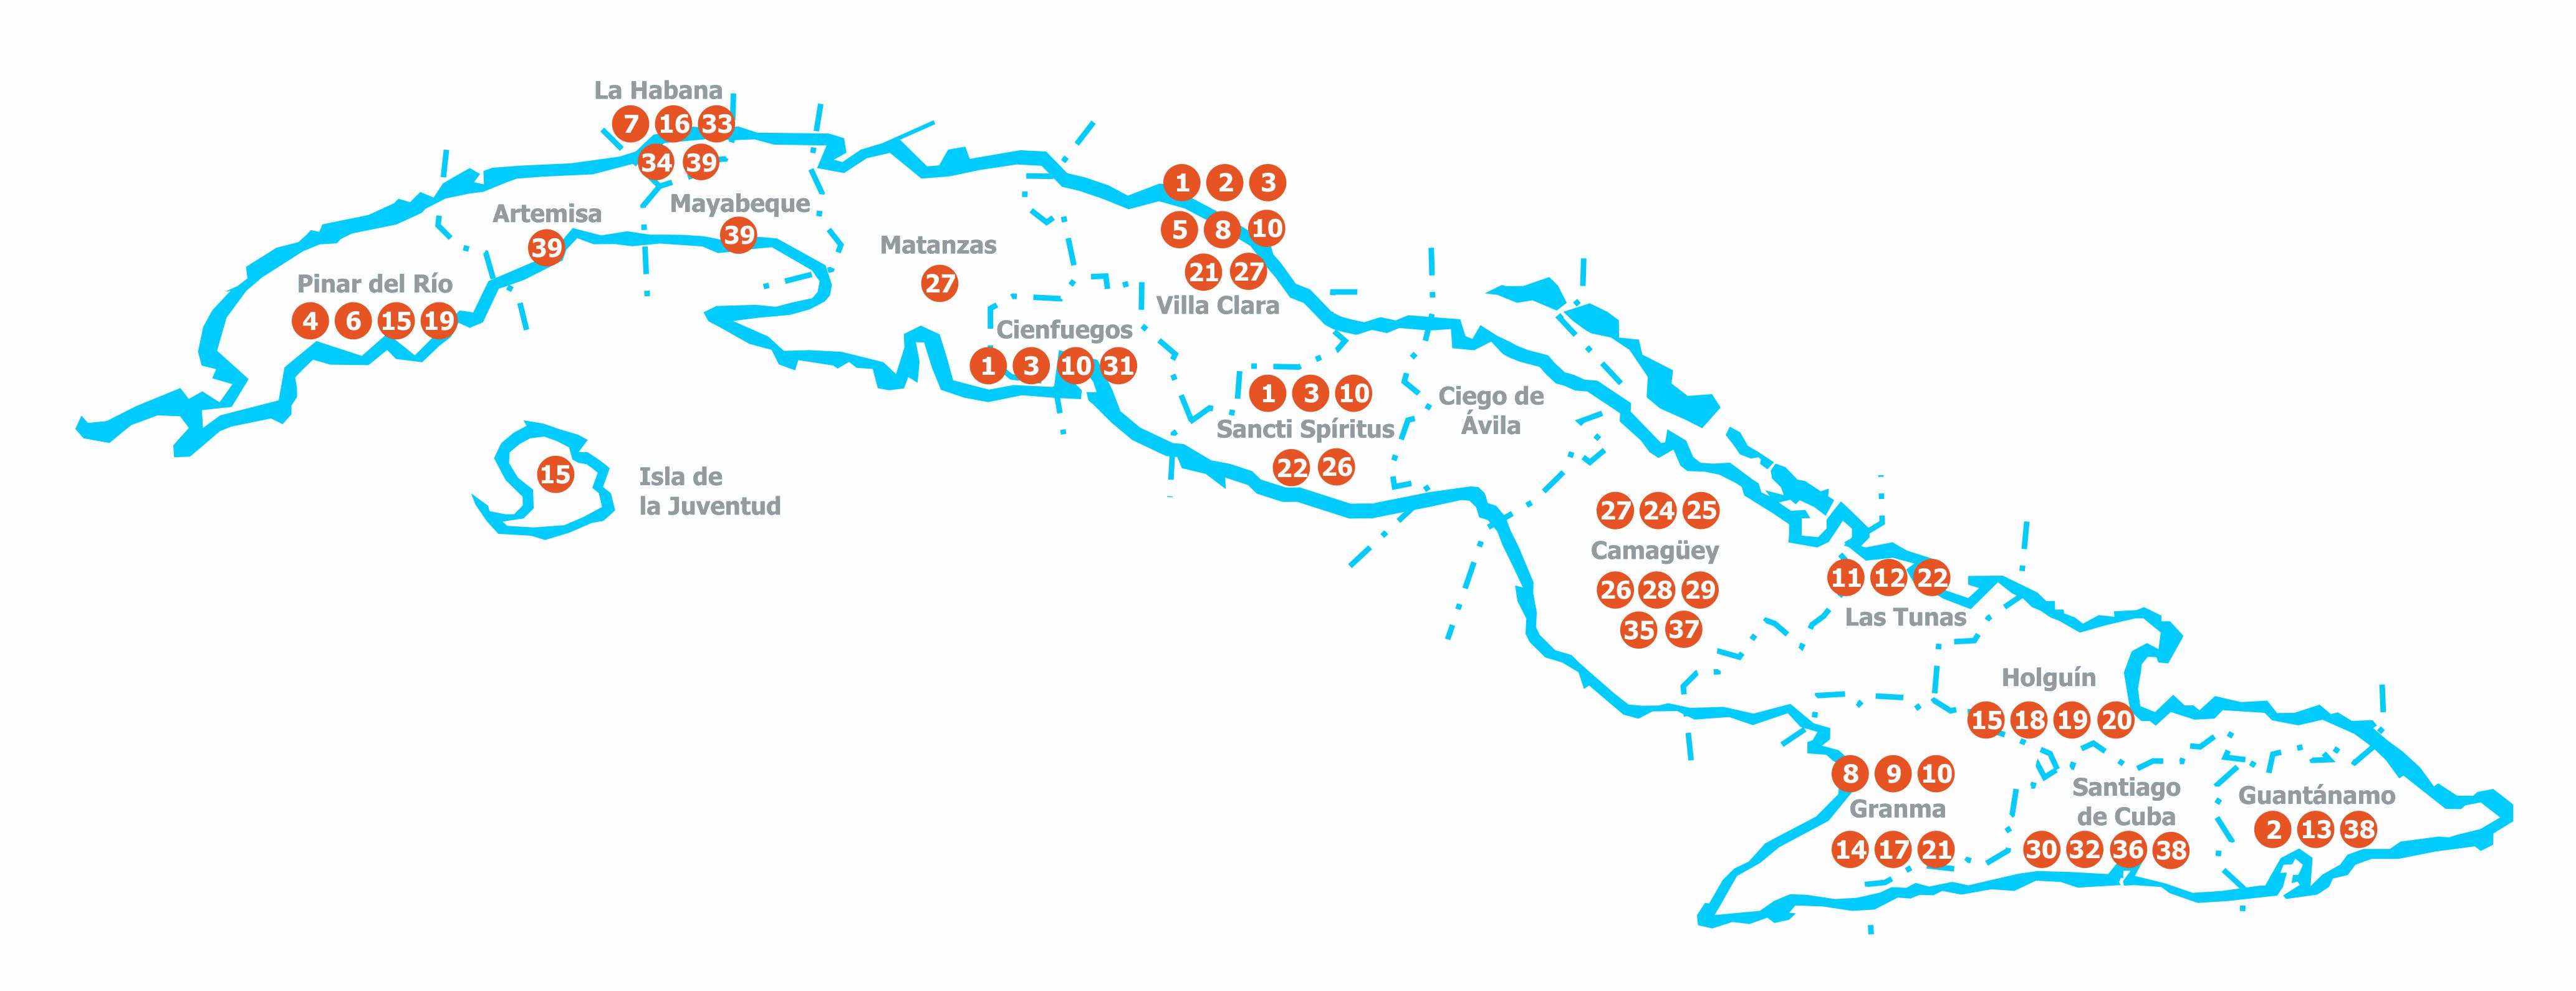 La Habana
7 16 33
34 39
Artemisa
39
Mayabeque
39
Pinar del Río
4 6 15 19
Isla de
la Juventud
15
Matanzas
27
1 2 3
5 8 10
21 27
Villa Clara
Cienfuegos
1 3 10 31
1 3 10
Sancti Spíritus
22 26
Ciego de
Ávila
27 24 25
Camagüey
26 28 29
35 37
11 12 22
Las Tunas
Holguín
15 18 19 20
8 9 10
Granma
14 17 21
Santiago
de Cuba
30 32 36 38
Guantánamo
2 13 38